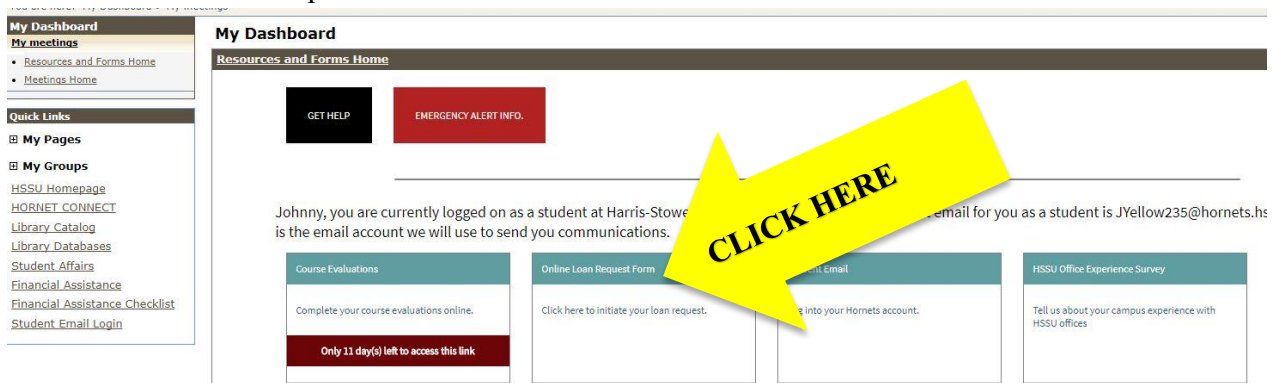 My Dashboard
My meetings
Resources and Forms Home
Meetings Home
Quick Links
My Pages
My Groups
HSSU Homepage
HORNET CONNECT
Library Catalog
Library Databases
Student Affairs
Financial Assistance
Financial Assistance Checklist
Student Email Login
My Dashboard
Resources and Forms Home
GET HELP
EMERGENCY ALERT INFO.
CLICK HERE
Johnny, you are currently logged on as a student at Harris-Stowe email for you as a student is JYellow235@hornets.hs
is the email account we will use to send you communications.
Course Evaluations
Complete your course evaluations online.
Only 11 day(s) left to access this link
Online Loan Request Form
Click here to initiate your loan request.
Email
into your Hornets account.
HSSU Office Experience Survey
Tell us about your campus experience with
HSSU offices